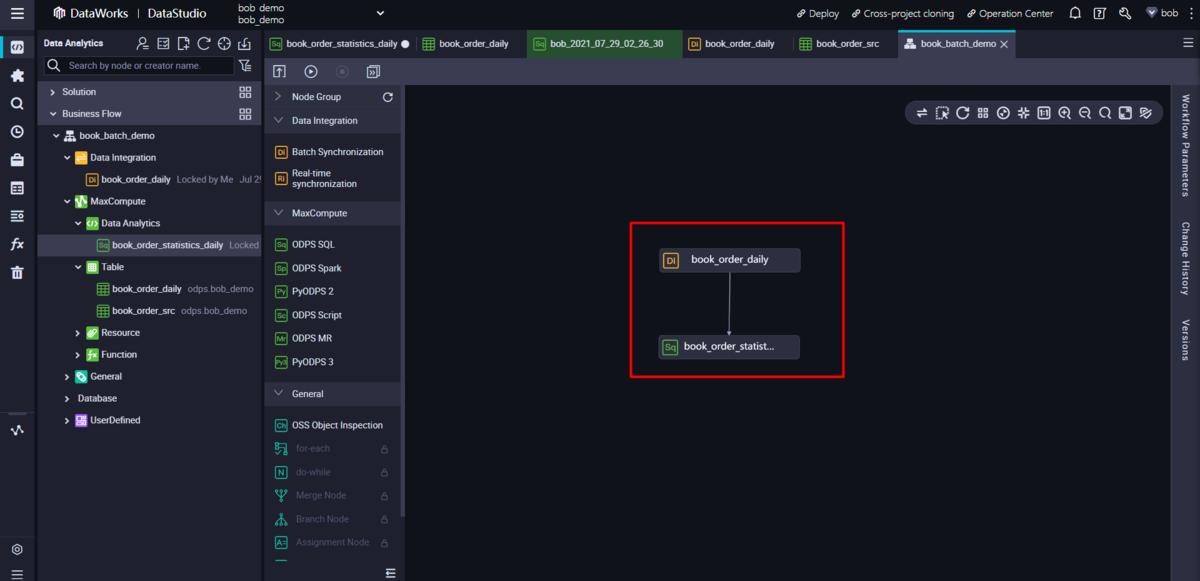 DataWorks | DataStudio
bob_demo
bob_demo
Deploy
Cross-project cloning
Operation Center
bob
Data Analytics
Search by node or creator name.
Solution
Business Flow
book_batch_demo
Data Integration
Di book_order_daily Locked by Me Jul 29
MaxCompute
Data Analytics
Sq book_order_statistics_daily Locked
Table
book_order_daily odps.bob_demo
book_order_src odps.bob_demo
Resource
fx Function
General
Database
UserDefined
Sq book_order_statistics_daily
book_order_daily
Sq bob_2021_07_29_02_26_30
Di book_order_daily
book_order_src
book_batch_demo
Node Group
Data Integration
Di Batch Synchronization
Ri Real-time
synchronization
MaxCompute
Sq ODPS SQL
Sp ODPS Spark
Py PyODPS 2
Sc ODPS Script
Mr ODPS MR
Py3 PyODPS 3
General
Ch OSS Object Inspection
for-each
N do-while
Merge Node
Branch Node
A= Assignment Node
1:1
Di book_order_daily
Sq book_order_statist...
Workflow Parameters
Change History
Versions
fx